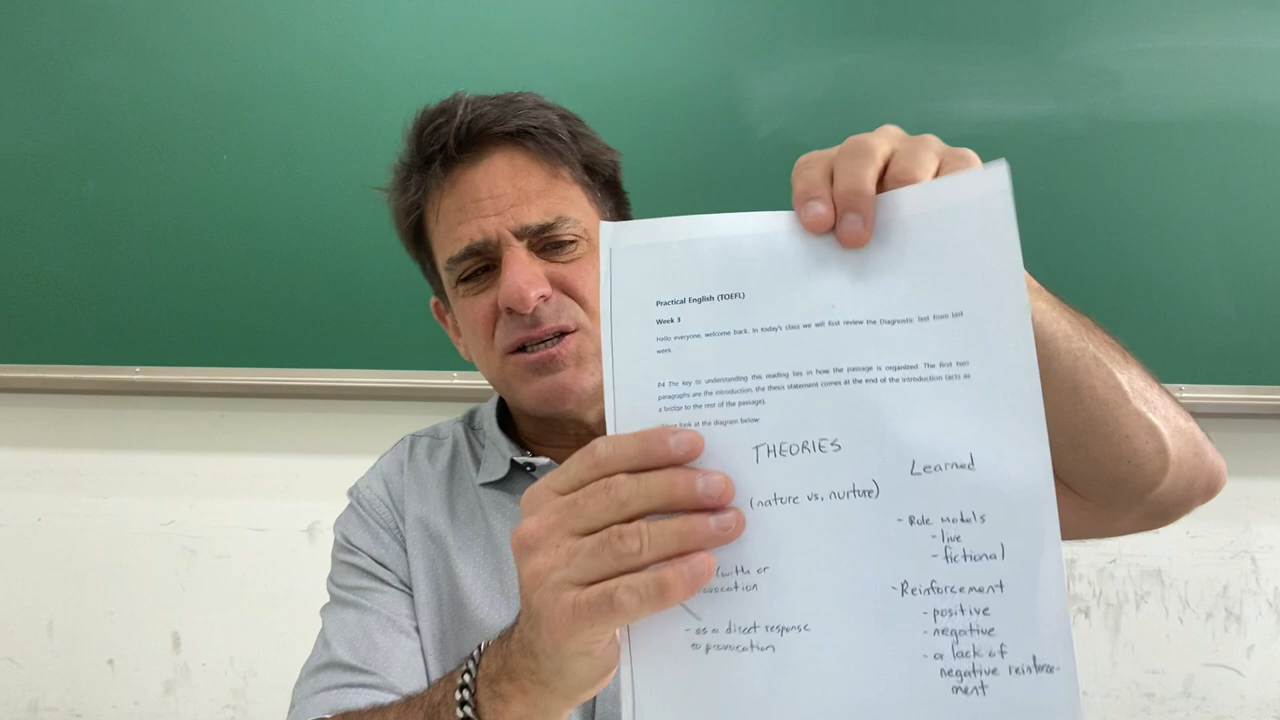 Practical English (TOEFL)
Week 3
Hello everyone, welcome back. In today's class we will first review the Diagnostic test from last
week.
P4 The key to understanding this reading lies in how the passage is organized. The first two
paragraphs are the introduction, the thesis statement comes at the end of the introduction (acts as
a bridge to the rest of the passage).
look at the diagram below:
THEORIES
Learned
(nature vs. nurture)
- Role Models
- live
- fictional
(with or
- Reinforcement
- positive
- as a direct response
- negative
to provocation
- a lack of
negative reinforce-
ment